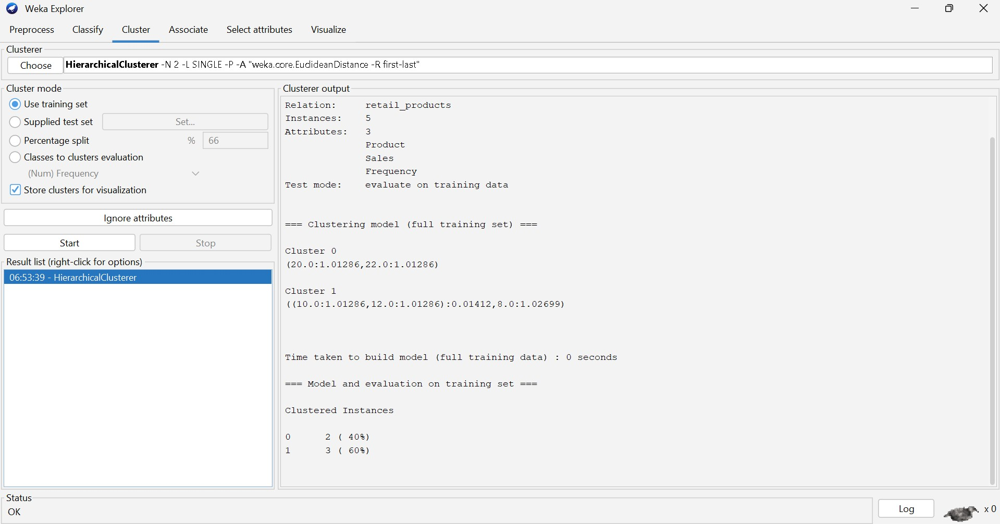 Weka Explorer
Preprocess Classify Cluster Associate Select attributes Visualize
Clusterer
Choose HierarchicalClusterer -N 2 -L SINGLE -P -A "weka.core.EuclideanDistance -R first-last"
Cluster mode
Use training set
Supplied test set Set...
Percentage split % 66
Classes to clusters evaluation
(Num) Frequency
Store clusters for visualization
Ignore attributes
Start Stop
Result list (right-click for options)
06:53:39 - HierarchicalClusterer
Clusterer output
Relation: retail_products
Instances: 5
Attributes: 3
Product
Sales
Frequency
Test mode: evaluate on training data
=== Clustering model (full training set) ===
Cluster 0
(20.0:1.01286,22.0:1.01286)
Cluster 1
((10.0:1.01286,12.0:1.01286):0.01412,8.0:1.02699)
Time taken to build model (full training data) : 0 seconds
=== Model and evaluation on training set ===
Clustered Instances
0 2 ( 40%)
1 3 ( 60%)
Status
OK
Log x 0